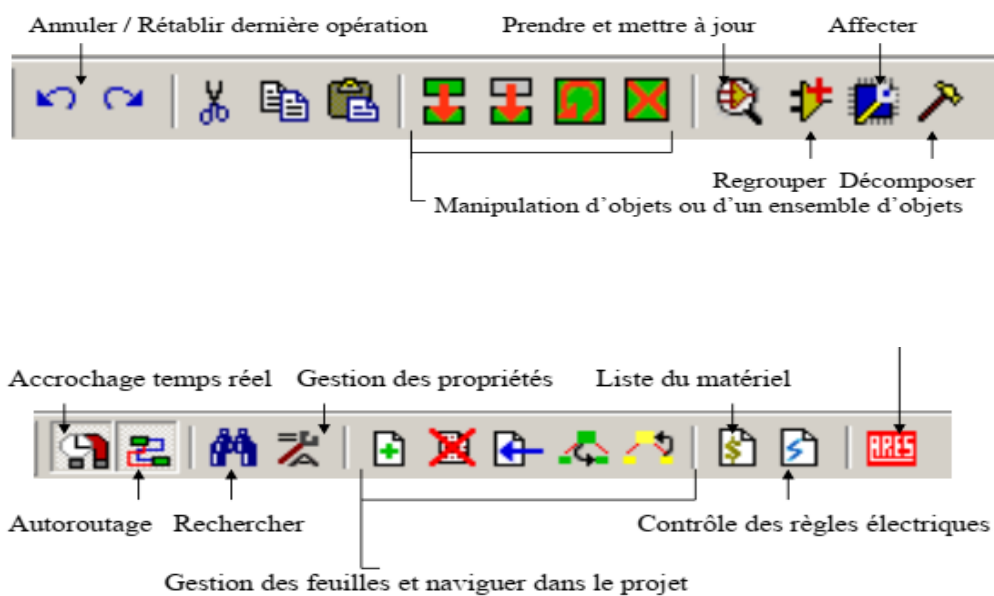 Annuler / Rétablir dernière opération
Prendre et mettre à jour
Affecter
Regrouper
Décomposer
Manipulation d'objets ou d'un ensemble d'objets
Accrochage temps réel
Gestion des propriétés
Liste du matériel
ARES
Autoroutage
Rechercher
Contrôle des règles électriques
Gestion des feuilles et naviguer dans le projet